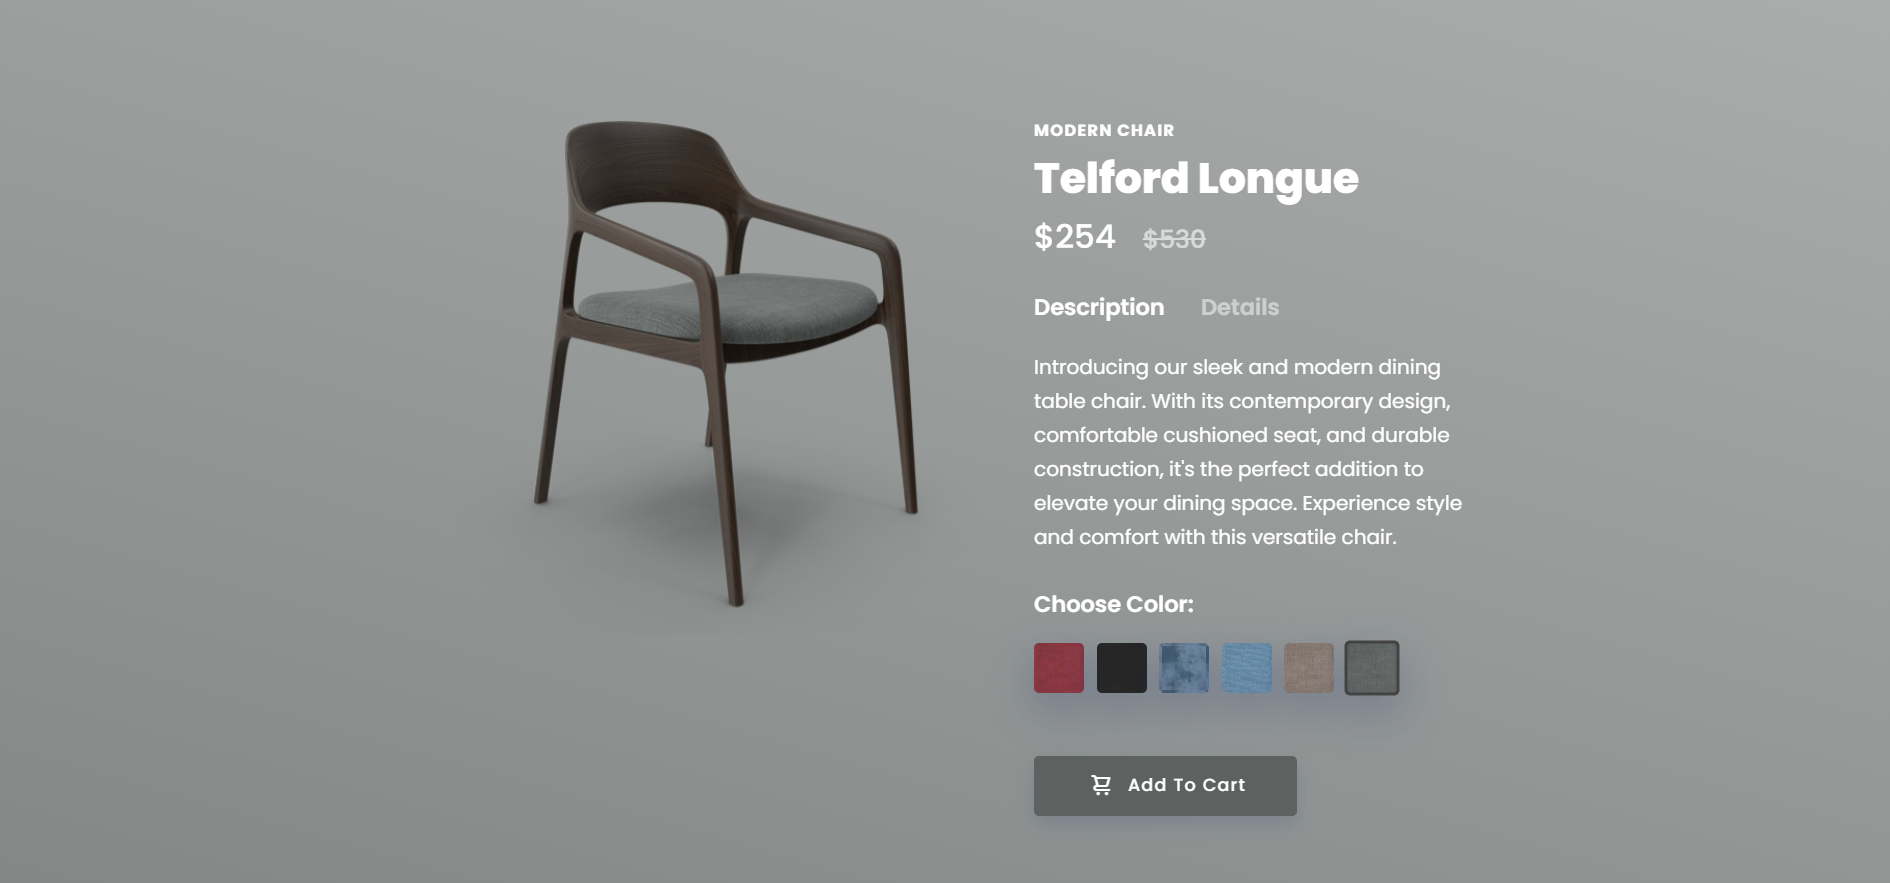 MODERN CHAIR
Telford Longue
$254 $530
Description Details
Introducing our sleek and modern dining
table chair. With its contemporary design,
comfortable cushioned seat, and durable
construction, it's the perfect addition to
elevate your dining space. Experience style
and comfort with this versatile chair.
Choose Color:
Add To Cart